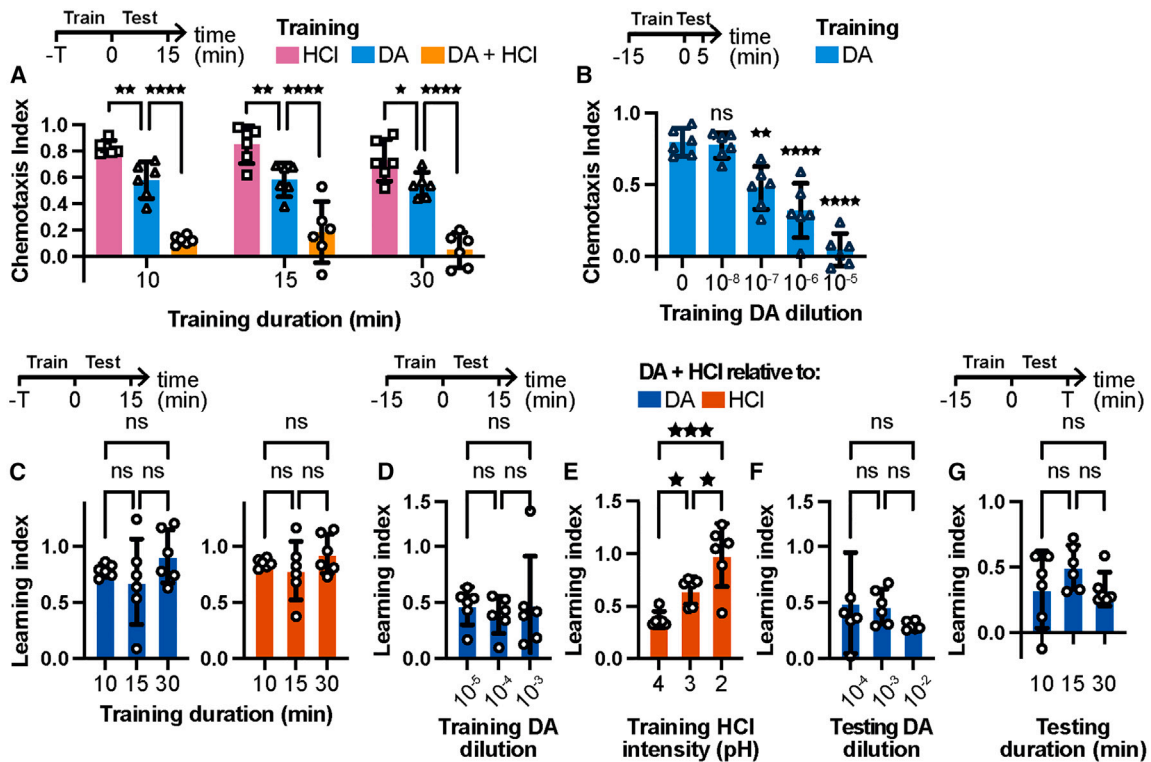 Train Test
time
(min)
-T 0 15
Training
HCl DA DA + HCl
A
★★ ★★★★ ★★ ★★★★ ★ ★★★★
Chemotaxis Index
1.0
0.8
0.6
0.4
0.2
0.0
10 15 30
Training duration (min)
Train Test
time
(min)
-15 0 5
Training
DA
B
ns ★★ ★★★★ ★★★★
Chemotaxis Index
1.0
0.5
0.0
0 10⁻⁸ 10⁻⁷ 10⁻⁶ 10⁻⁵
Training DA dilution
Train Test
time
(min)
-T 0 15
C
ns
ns ns
Learning index
1.0
0.5
0.0
10 15 30
ns
ns ns
Learning index
1.0
0.5
0.0
10 15 30
Training duration (min)
Train Test
time
(min)
-15 0 15
D
ns
ns ns
Learning index
1.5
1.0
0.5
0.0
10⁻⁵ 10⁻⁴ 10⁻³
Training DA
dilution
DA + HCl relative to:
DA HCl
E
★★★
★ ★
Learning index
1.5
1.0
0.5
0.0
4 3 2
Training HCl
intensity (pH)
F
ns
ns ns
Learning index
1.5
1.0
0.5
0.0
10⁻⁴ 10⁻³ 10⁻²
Testing DA
dilution
Train Test
time
(min)
-15 0 T
G
ns
ns ns
Learning index
1.0
0.5
0.0
10 15 30
Testing
duration (min)